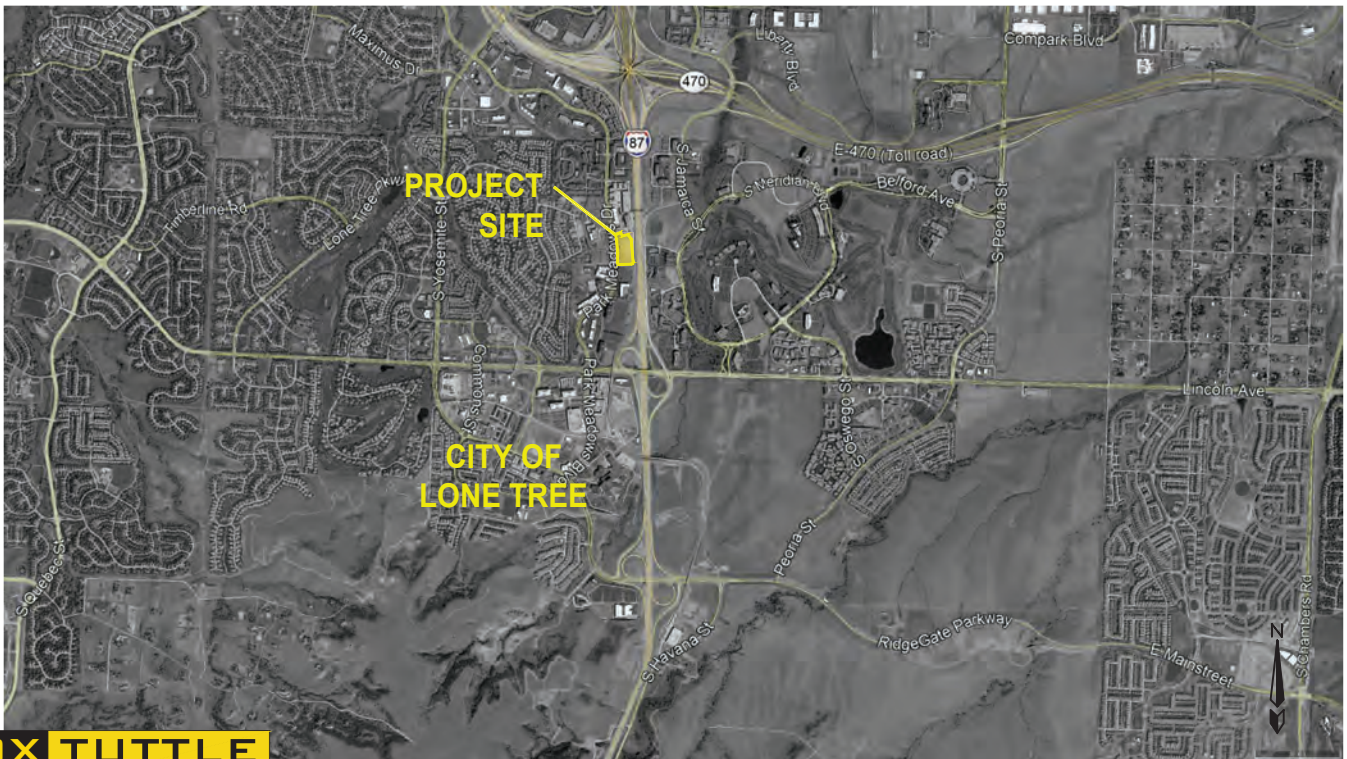 Maximus Dr
Liberty Blvd
Compark Blvd
470
87
E-470 (Toll road)
S Jamaica St
S Meridian Blvd
Belford Ave
PROJECT
SITE
Timberline Rd
Lone Tree Parkway
S Yosemite St
S Peoria St
Park Meadows Dr
Commons St
Park Meadows Blvd
Lincoln Ave
S Oswego St
CITY OF
LONE TREE
S Quebec St
Peoria St
S Havana St
RidgeGate Parkway
E Mainstreet
S Chambers Rd
N
TUTTLE